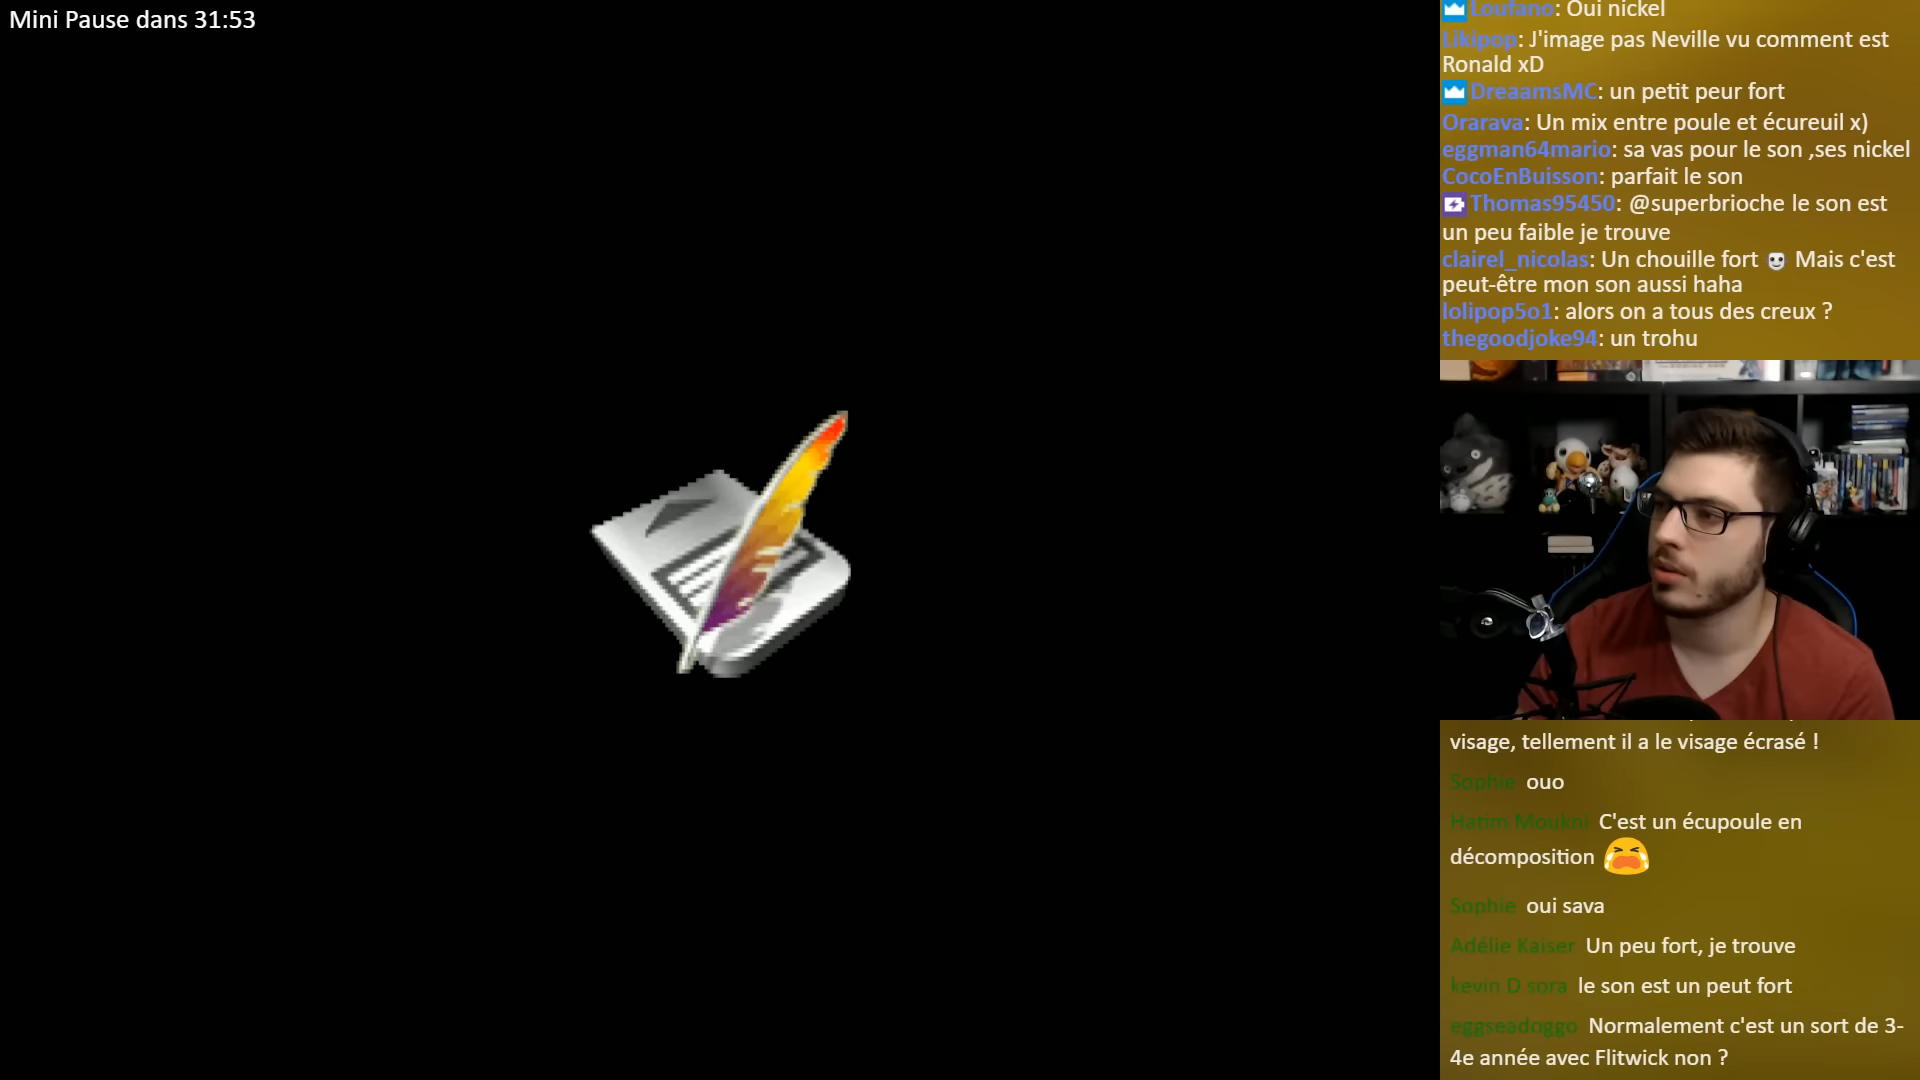 Mini Pause dans 31:53
Loufano: Oui nickel
Likipop: J'image pas Neville vu comment est
Ronald xD
DreaamsMC: un petit peur fort
Orarava: Un mix entre poule et écureuil x)
eggman64mario: sa vas pour le son ,ses nickel
CocoEnBuisson: parfait le son
Thomas95450: @superbrioche le son est
un peu faible je trouve
clairel_nicolas: Un chouille fort Mais c'est
peut-être mon son aussi haha
lolipop5o1: alors on a tous des creux ?
thegoodjoke94: un trohu
visage, tellement il a le visage écrasé !
Sophie ouo
Hatim Moukni C'est un écupoule en
décomposition
Sophie oui sava
Adélie Kaiser Un peu fort, je trouve
kevin D sora le son est un peut fort
eggseadoggo Normalement c'est un sort de 3-
4e année avec Flitwick non ?